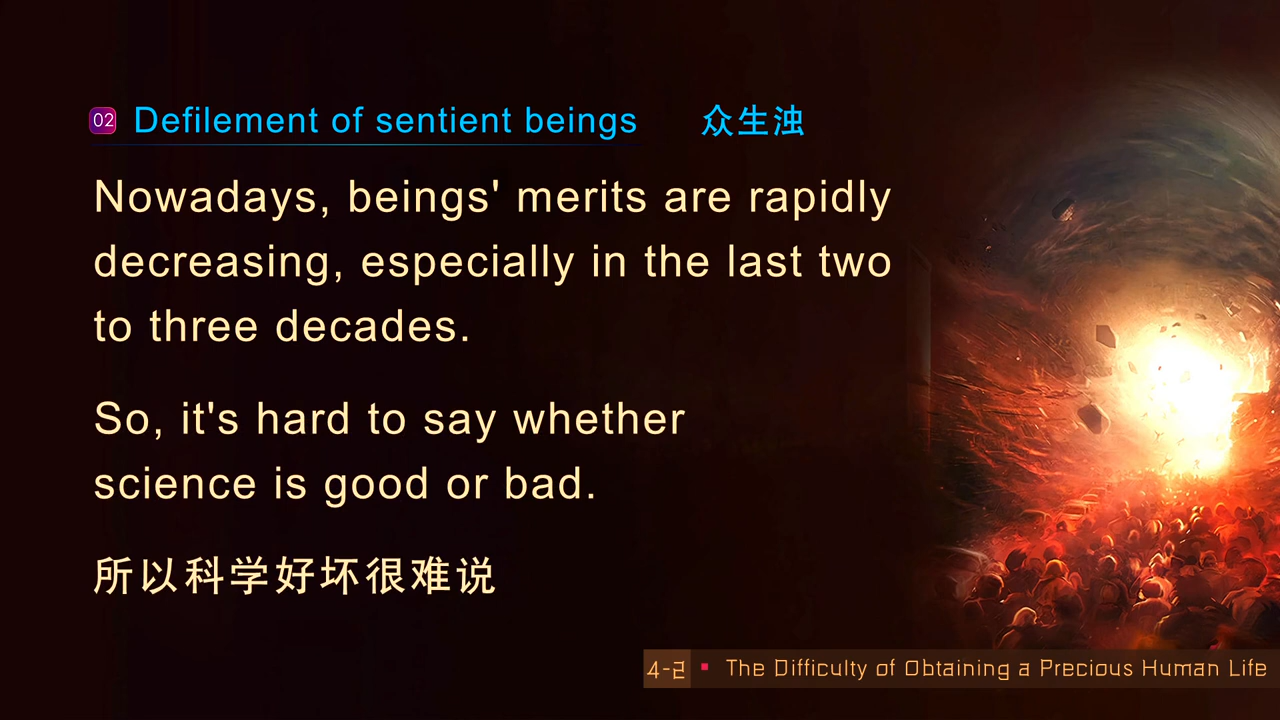 02 Defilement of sentient beings 众生浊
Nowadays, beings' merits are rapidly
decreasing, especially in the last two
to three decades.
So, it's hard to say whether
science is good or bad.
所以科学好坏很难说
4-2 ▪ The Difficulty of Obtaining a Precious Human Life